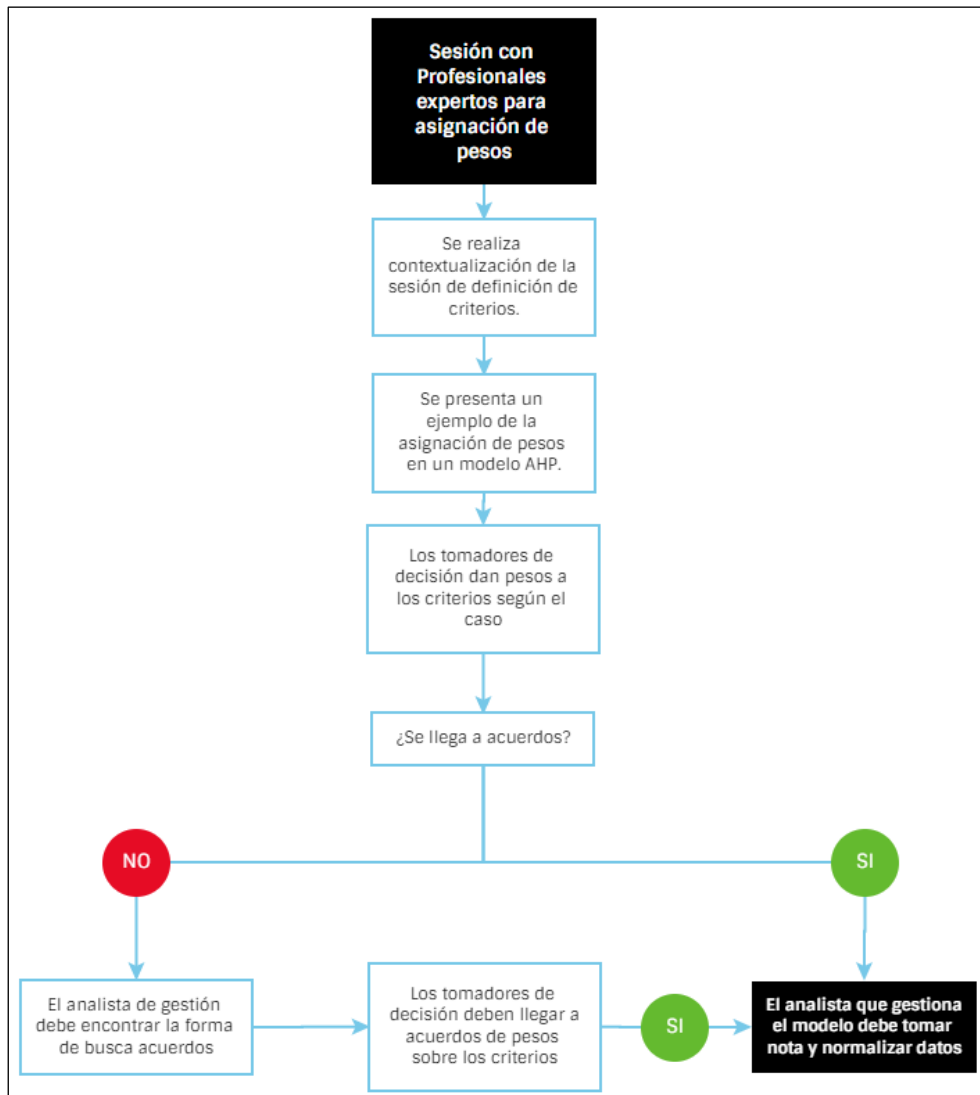 Sesión con
Profesionales
expertos para
asignación de
pesos
Se realiza
contextualización de la
sesión de definición de
criterios.
Se presenta un
ejemplo de la
asignación de pesos
en un modelo AHP.
Los tomadores de
decisión dan pesos a
los criterios según el
caso
¿Se llega a acuerdos?
NO
SI
El analista de gestión
debe encontrar la forma
de busca acuerdos
Los tomadores de
decisión deben llegar a
acuerdos de pesos
sobre los criterios
SI
El analista que gestiona
el modelo debe tomar
nota y normalizar datos